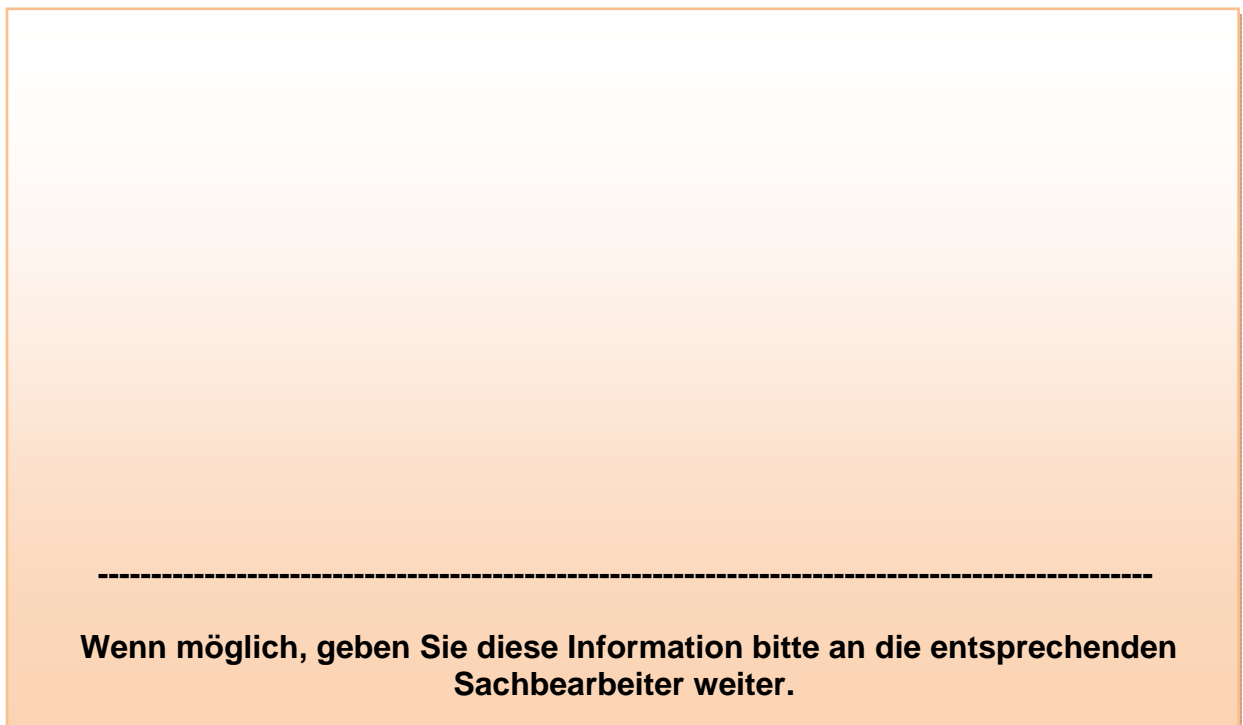 ----------------------------------------------------------------------------------------------------
Wenn möglich, geben Sie diese Information bitte an die entsprechenden
Sachbearbeiter weiter.